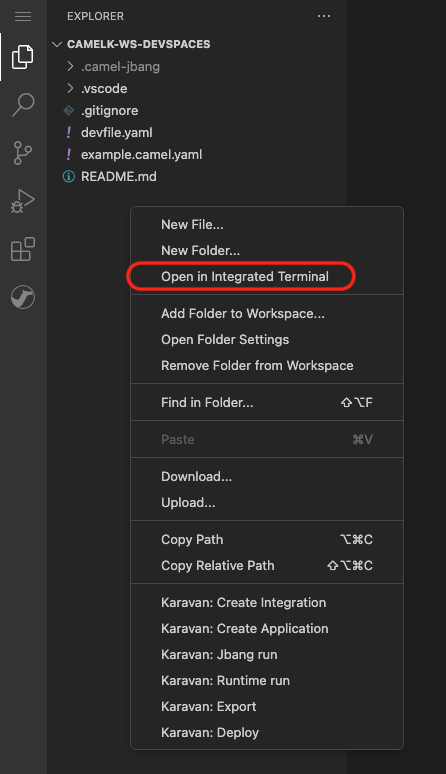 EXPLORER
CAMELK-WS-DEVSPACES
.camel-jbang
.vscode
.gitignore
! devfile.yaml
! example.camel.yaml
README.md
New File...
New Folder...
Open in Integrated Terminal
Add Folder to Workspace...
Open Folder Settings
Remove Folder from Workspace
Find in Folder... ⇧⌥F
Paste ⌘V
Download...
Upload...
Copy Path ⌥⌘C
Copy Relative Path ⇧⌥⌘C
Karavan: Create Integration
Karavan: Create Application
Karavan: Jbang run
Karavan: Runtime run
Karavan: Export
Karavan: Deploy